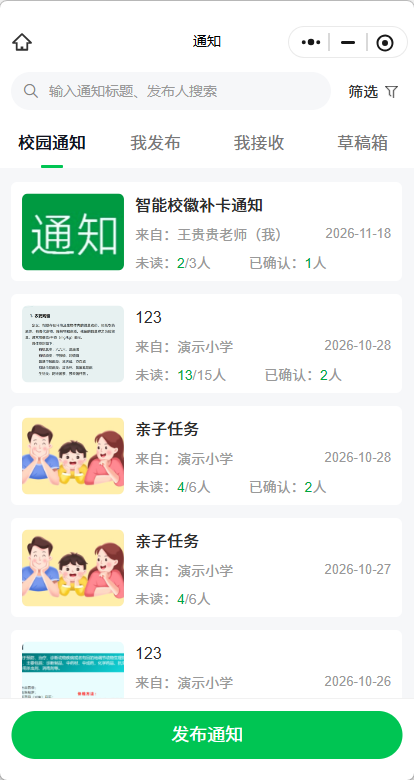 通知
输入通知标题、发布人搜索
筛选
校园通知 我发布 我接收 草稿箱
通知
智能校徽补卡通知
来自：王贵贵老师（我） 2026-11-18
未读：2/3人 已确认：1人
123
来自：演示小学 2026-10-28
未读：13/15人 已确认：2人
亲子任务
来自：演示小学 2026-10-28
未读：4/6人 已确认：2人
亲子任务
来自：演示小学 2026-10-27
未读：4/6人
123
来自：演示小学 2026-10-26
发布通知